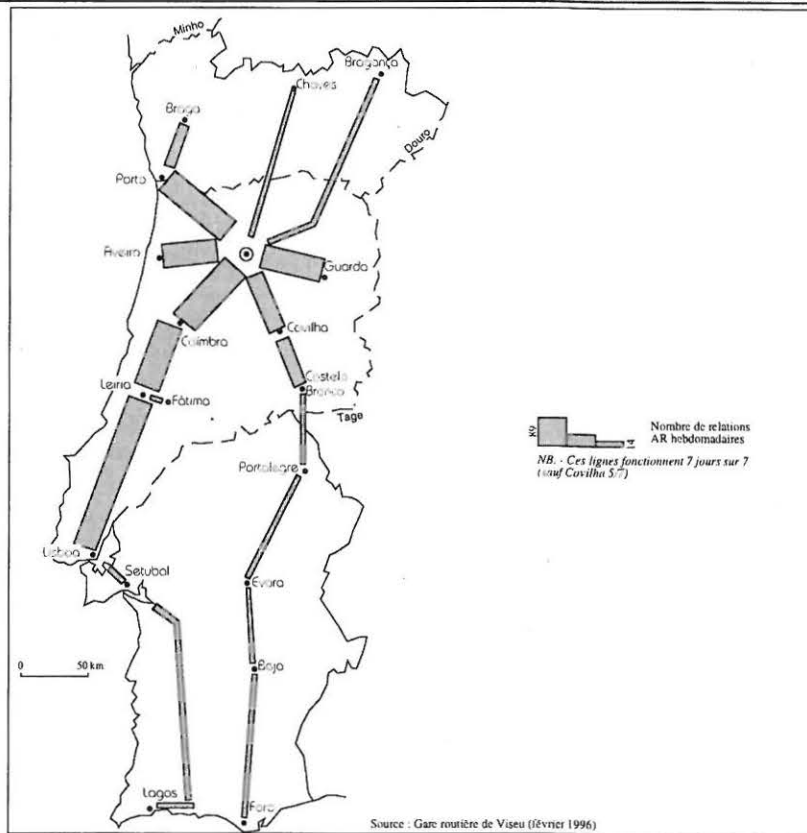 Minho
Bragança
Chaves
Braga
Douro
Porto
Aveiro
Guarda
Covilha
Coimbra
Castelo
Branco
Leiria
Fátima
Tage
Portalegre
Lisboa
Setubal
Evora
Beja
0 50 km
Lagos
Faro
89
14
Nombre de relations
AR hebdomadaires
NB. - Ces lignes fonctionnent 7 jours sur 7
(sauf Covilha 5/7)
Source : Gare routière de Viseu (février 1996)